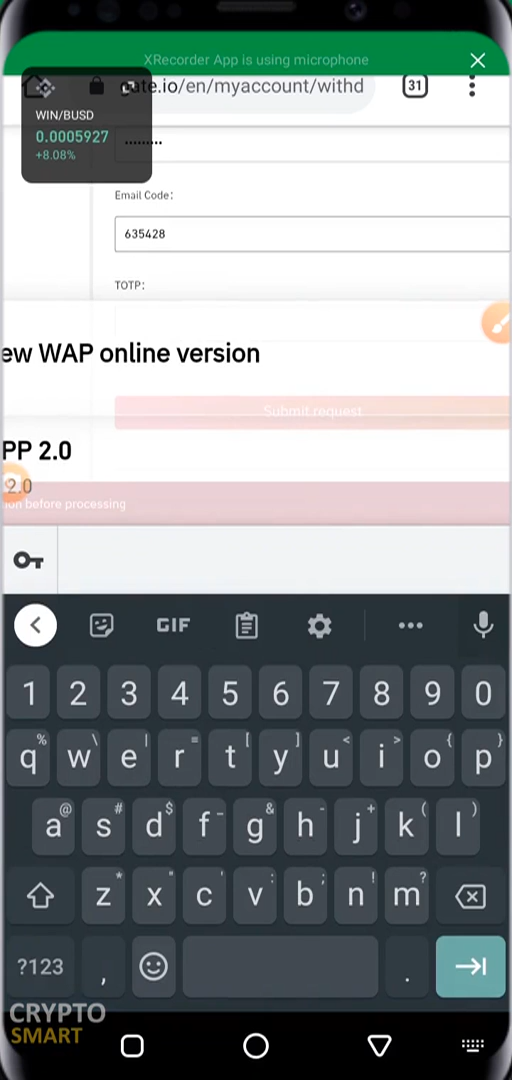 XRecorder App is using microphone
gate.io/en/myaccount/withd
31
WIN/BUSD
0.0005927
+8.08%
•••••••••
Email Code:
635428
TOTP:
ew WAP online version
Submit request
PP 2.0
2.0
ion before processing
GIF
1 2 3 4 5 6 7 8 9 0
% \ | = [ ] < > { }
q w e r t y u i o p
@ # $ _ & - + ( )
a s d f g h j k l
* " ' : ; ! ?
z x c v b n m
?123 , .
CRYPTO
SMART